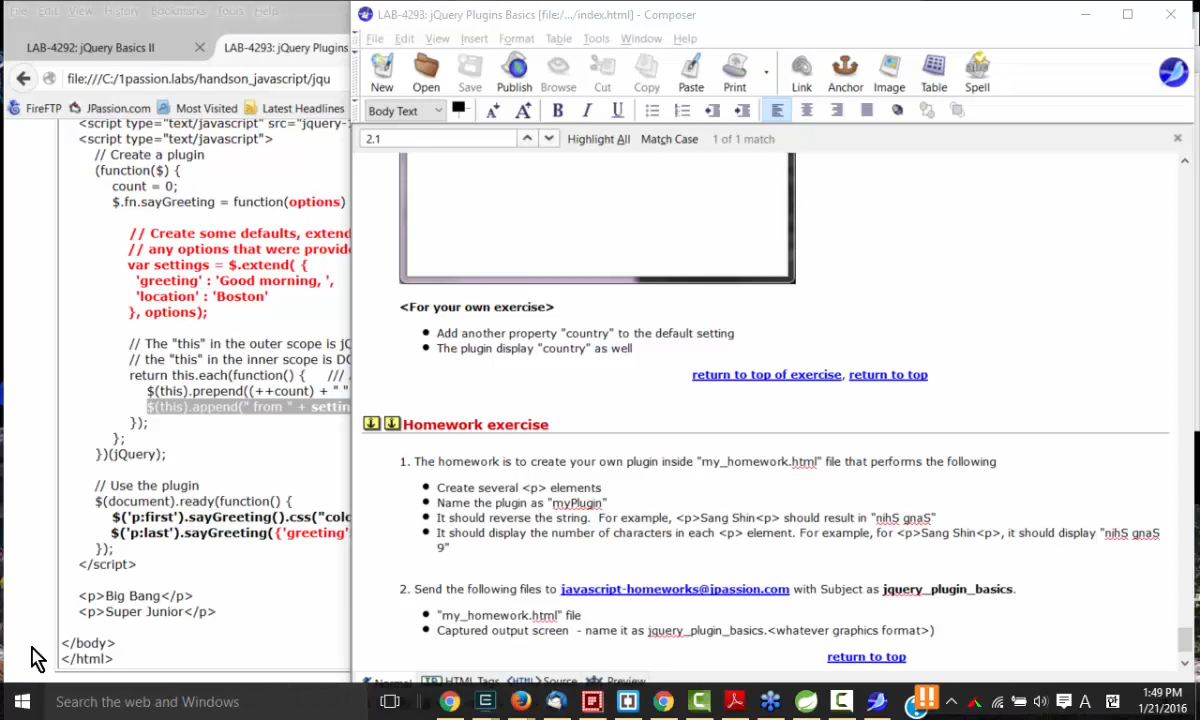 File Edit View History Bookmarks Tools Help
LAB-4292: jQuery Basics II
LAB-4293: jQuery Plugins
file:///C:/1passion.labs/handson_javascript/jqu
FireFTP JPassion.com Most Visited Latest Headlines
<script type="text/javascript" src="jquery-
<script type="text/javascript">
// Create a plugin
(function($) {
count = 0;
$.fn.sayGreeting = function(options)
// Create some defaults, extend
// any options that were provide
var settings = $.extend( {
'greeting' : 'Good morning, ',
'location' : 'Boston'
}, options);
// The "this" in the outer scope is
// the "this" in the inner scope is DO
return this.each(function() { ///
$(this).prepend((++count) + " "
$(this).append(" from " + settin
});
};
})(jQuery);
// Use the plugin
$(document).ready(function() {
$('p:first').sayGreeting().css("colo
$('p:last').sayGreeting({'greeting'
});
</script>
<p>Big Bang</p>
<p>Super Junior</p>
</body>
</html>
LAB-4293: jQuery Plugins Basics [file:/.../index.html] - Composer
File Edit View Insert Format Table Tools Window Help
New Open Save Publish Browse Cut Copy Paste Print Link Anchor Image Table Spell
Body Text B I U
2.1 Highlight All Match Case 1 of 1 match
<For your own exercise>
Add another property "country" to the default setting
The plugin display "country" as well
return to top of exercise, return to top
Homework exercise
1. The homework is to create your own plugin inside "my_homework.html" file that performs the following
Create several <p> elements
Name the plugin as "myPlugin"
It should reverse the string. For example, <p>Sang Shin<p> should result in "nihS gnaS"
It should display the number of characters in each <p> element. For example, for <p>Sang Shin<p>, it should display "nihS gnaS
9"
2. Send the following files to javascript-homeworks@jpassion.com with Subject as jquery_plugin_basics.
"my_homework.html" file
Captured output screen - name it as jquery_plugin_basics.<whatever graphics format>)
return to top
Normal HTML Tags Source Preview
Search the web and Windows
A
1:49 PM
1/21/2016